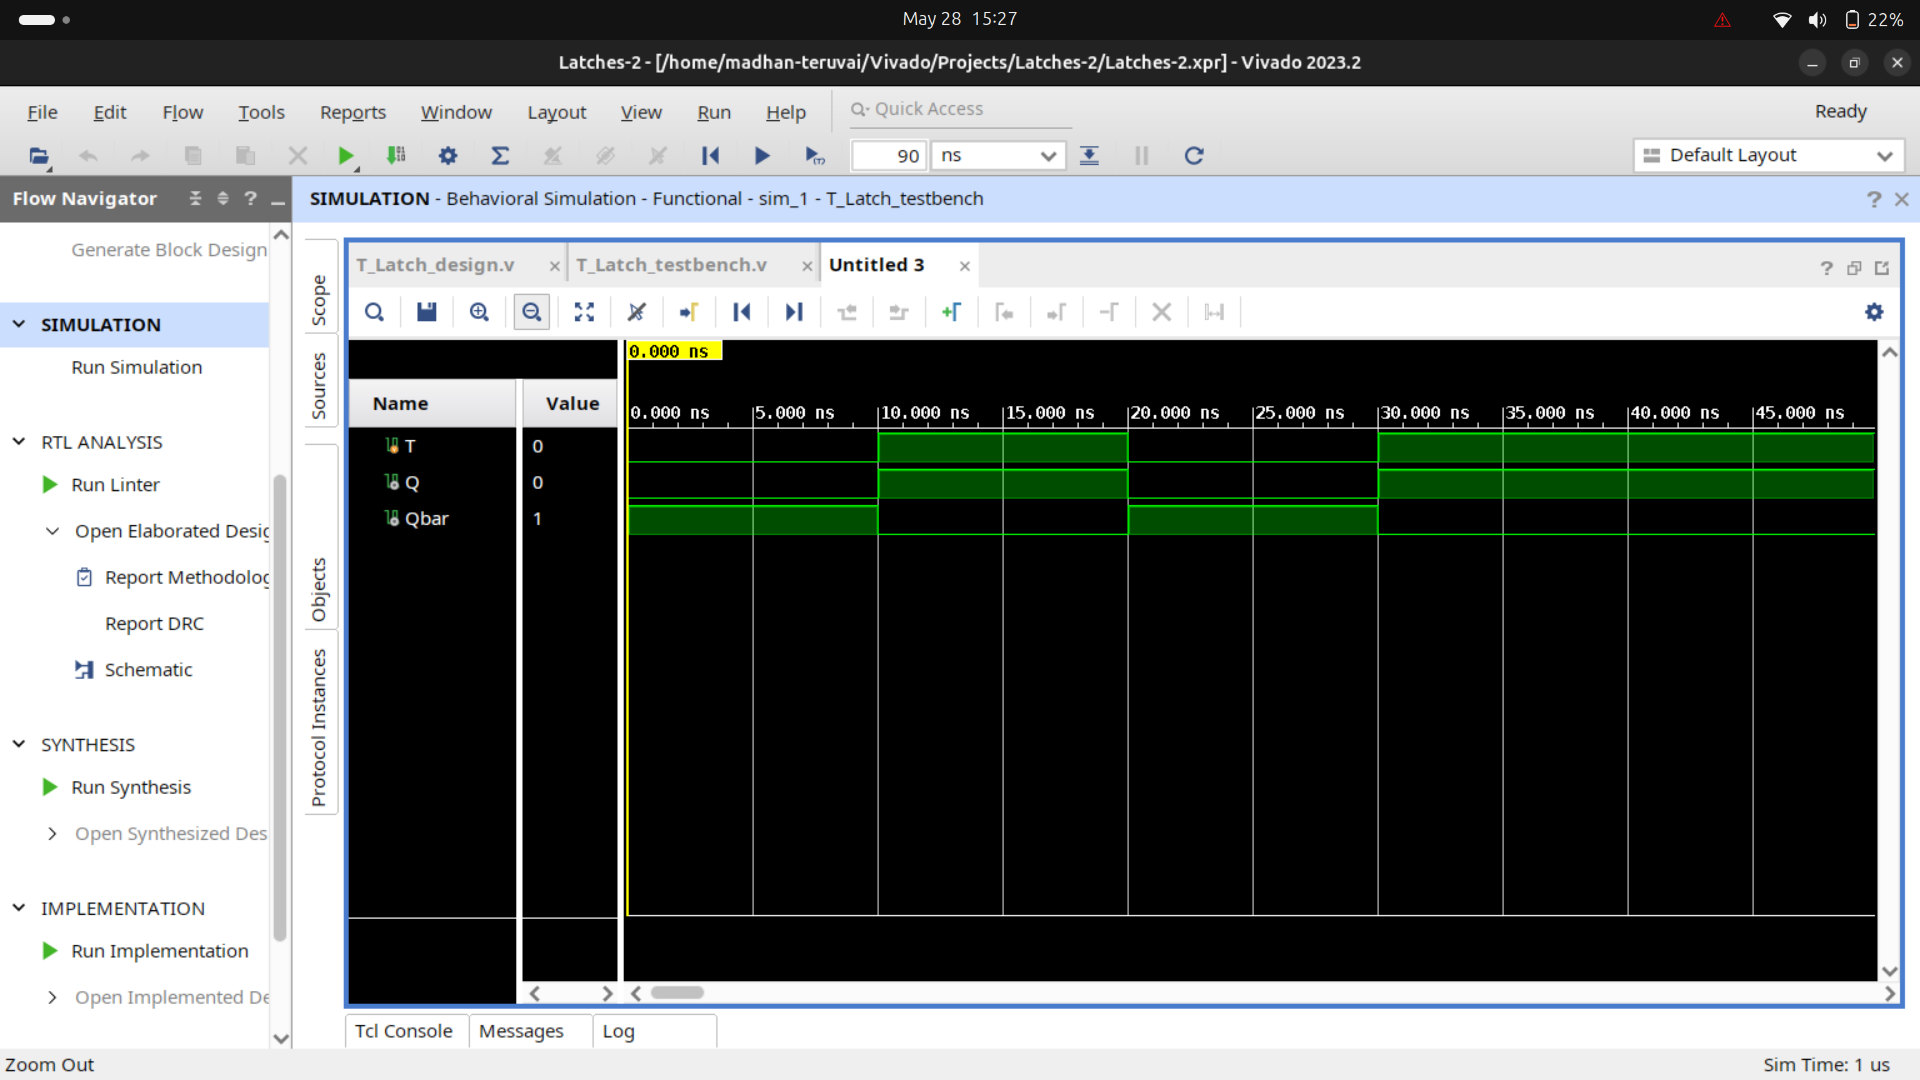 May 28 15:27
22%
Latches-2 - [/home/madhan-teruvai/Vivado/Projects/Latches-2/Latches-2.xpr] - Vivado 2023.2
File Edit Flow Tools Reports Window Layout View Run Help
Quick Access
Ready
90 ns
Default Layout
Flow Navigator
SIMULATION - Behavioral Simulation - Functional - sim_1 - T_Latch_testbench
Generate Block Design
SIMULATION
Run Simulation
RTL ANALYSIS
Run Linter
Open Elaborated Desig
Report Methodolog
Report DRC
Schematic
SYNTHESIS
Run Synthesis
Open Synthesized Des
IMPLEMENTATION
Run Implementation
Open Implemented De
Scope
Sources
Objects
Protocol Instances
T_Latch_design.v
T_Latch_testbench.v
Untitled 3
0.000 ns
Name Value
0.000 ns 5.000 ns 10.000 ns 15.000 ns 20.000 ns 25.000 ns 30.000 ns 35.000 ns 40.000 ns 45.000 ns
T 0
Q 0
Qbar 1
Tcl Console Messages Log
Zoom Out
Sim Time: 1 us